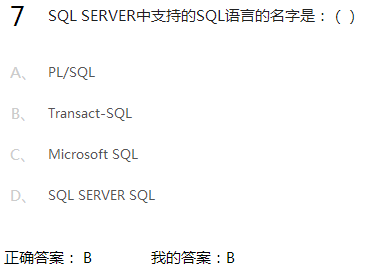 7 SQL SERVER中支持的SQL语言的名字是：( )
A、 PL/SQL
B、 Transact-SQL
C、 Microsoft SQL
D、 SQL SERVER SQL
正确答案： B 我的答案：B